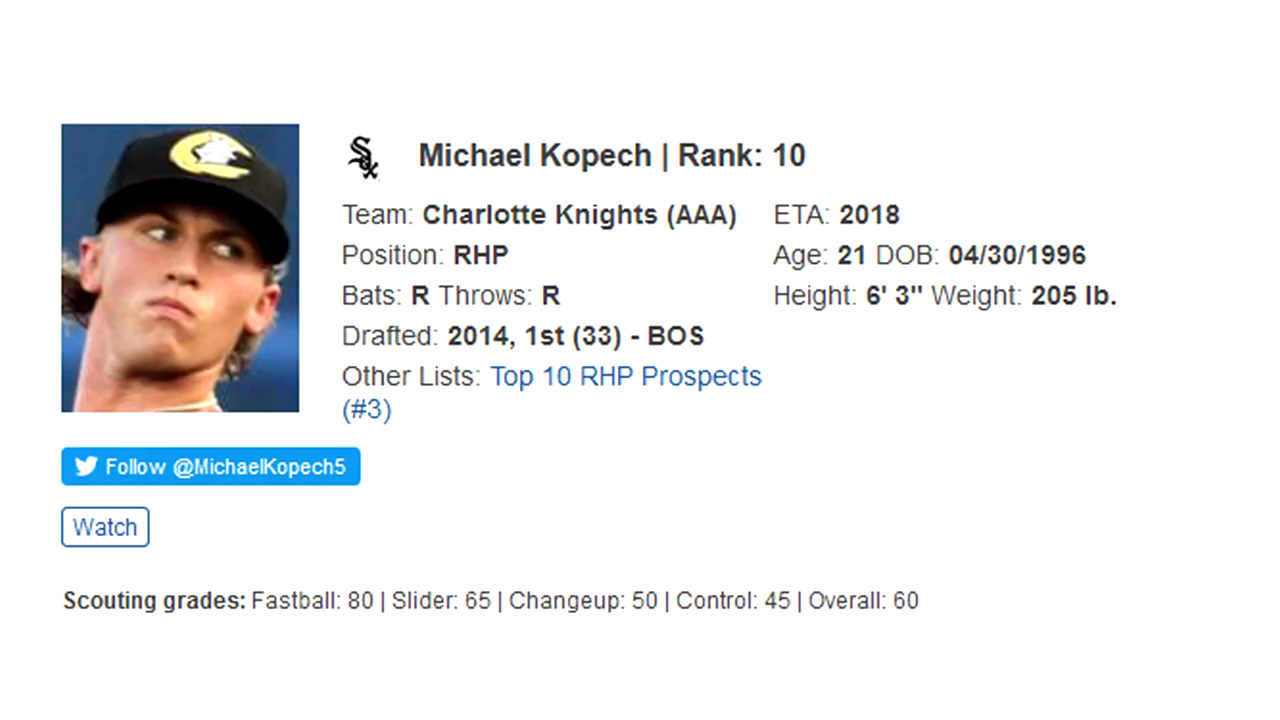 Michael Kopech | Rank: 10
Team: Charlotte Knights (AAA)
ETA: 2018
Position: RHP
Age: 21 DOB: 04/30/1996
Bats: R Throws: R
Height: 6' 3" Weight: 205 lb.
Drafted: 2014, 1st (33) - BOS
Other Lists: Top 10 RHP Prospects
(#3)
Follow @MichaelKopech5
Watch
Scouting grades: Fastball: 80 | Slider: 65 | Changeup: 50 | Control: 45 | Overall: 60